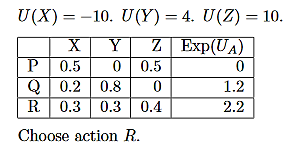 U(X) = −10. U(Y) = 4. U(Z) = 10.
X Y Z Exp(U_A)
P 0.5 0 0.5 0
Q 0.2 0.8 0 1.2
R 0.3 0.3 0.4 2.2
Choose action R.